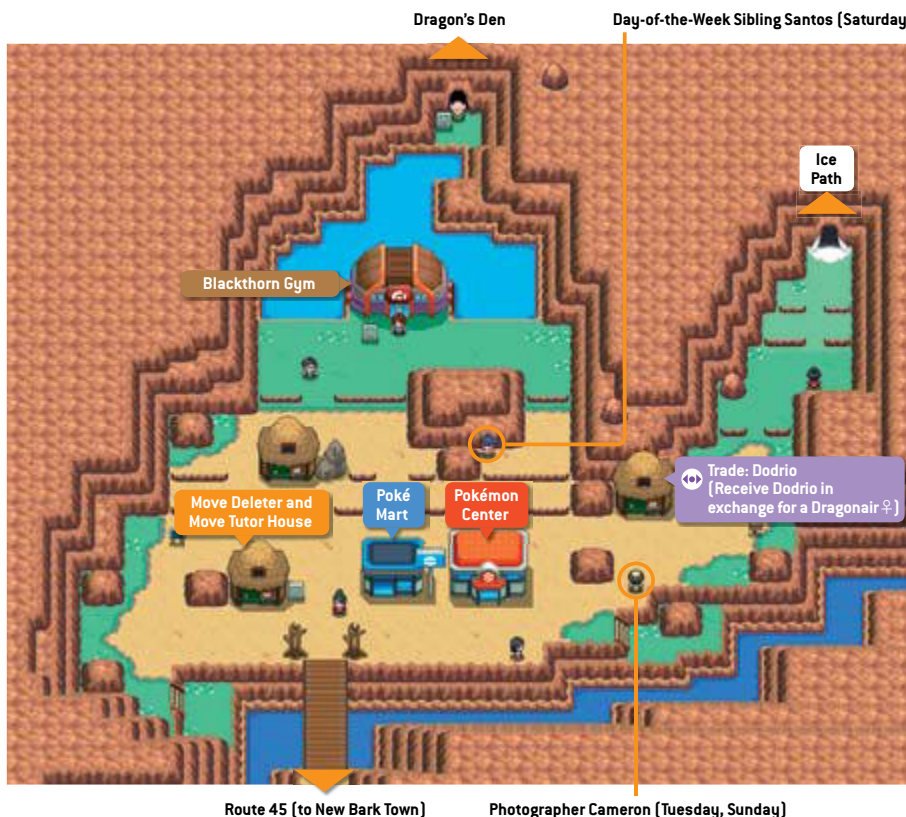 Dragon's Den
Day-of-the-Week Sibling Santos (Saturday
Ice
Path
Blackthorn Gym
Trade: Dodrio
(Receive Dodrio in
exchange for a Dragonair♀)
Move Deleter and
Move Tutor House
Poké
Mart
Pokémon
Center
Route 45 (to New Bark Town)
Photographer Cameron (Tuesday, Sunday)